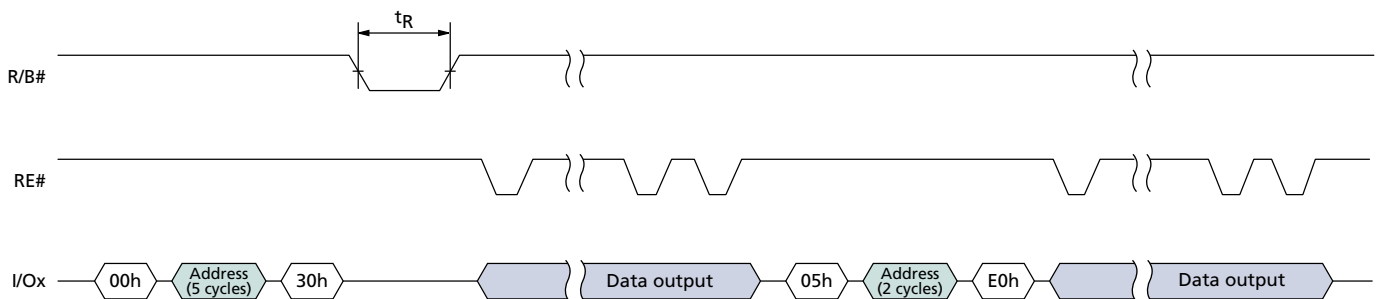 tR
R/B#
RE#
I/Ox
00h
Address
(5 cycles)
30h
Data output
05h
Address
(2 cycles)
E0h
Data output